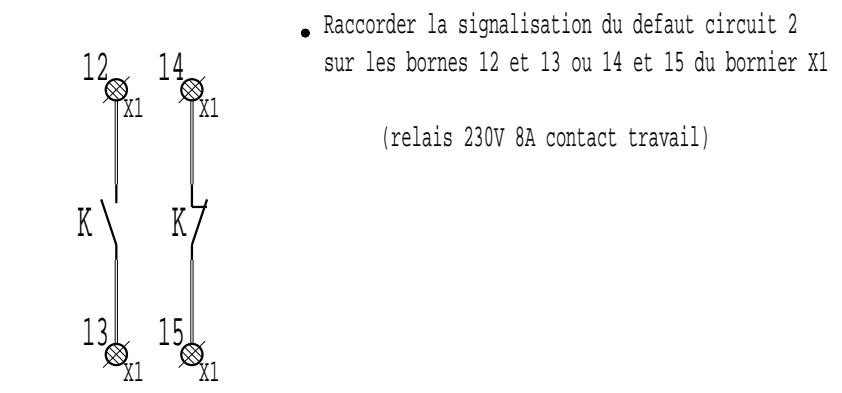 • Raccorder la signalisation du defaut circuit 2
sur les bornes 12 et 13 ou 14 et 15 du bornier X1
(relais 230V 8A contact travail)
12 14
X1 X1
K K
13 15
X1 X1